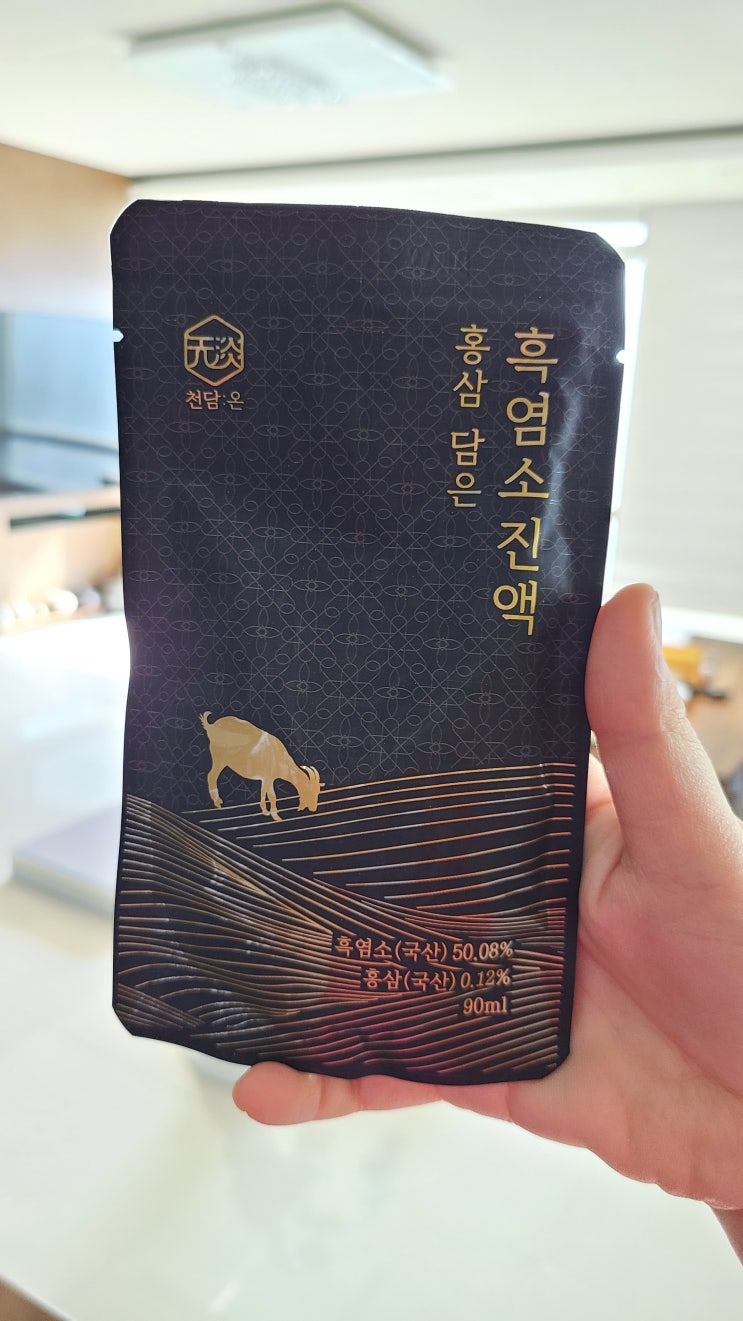 无淡
천담:온
흑염소진액
홍삼 담은
흑염소(국산) 50.08%
홍삼(국산) 0.12%
90ml